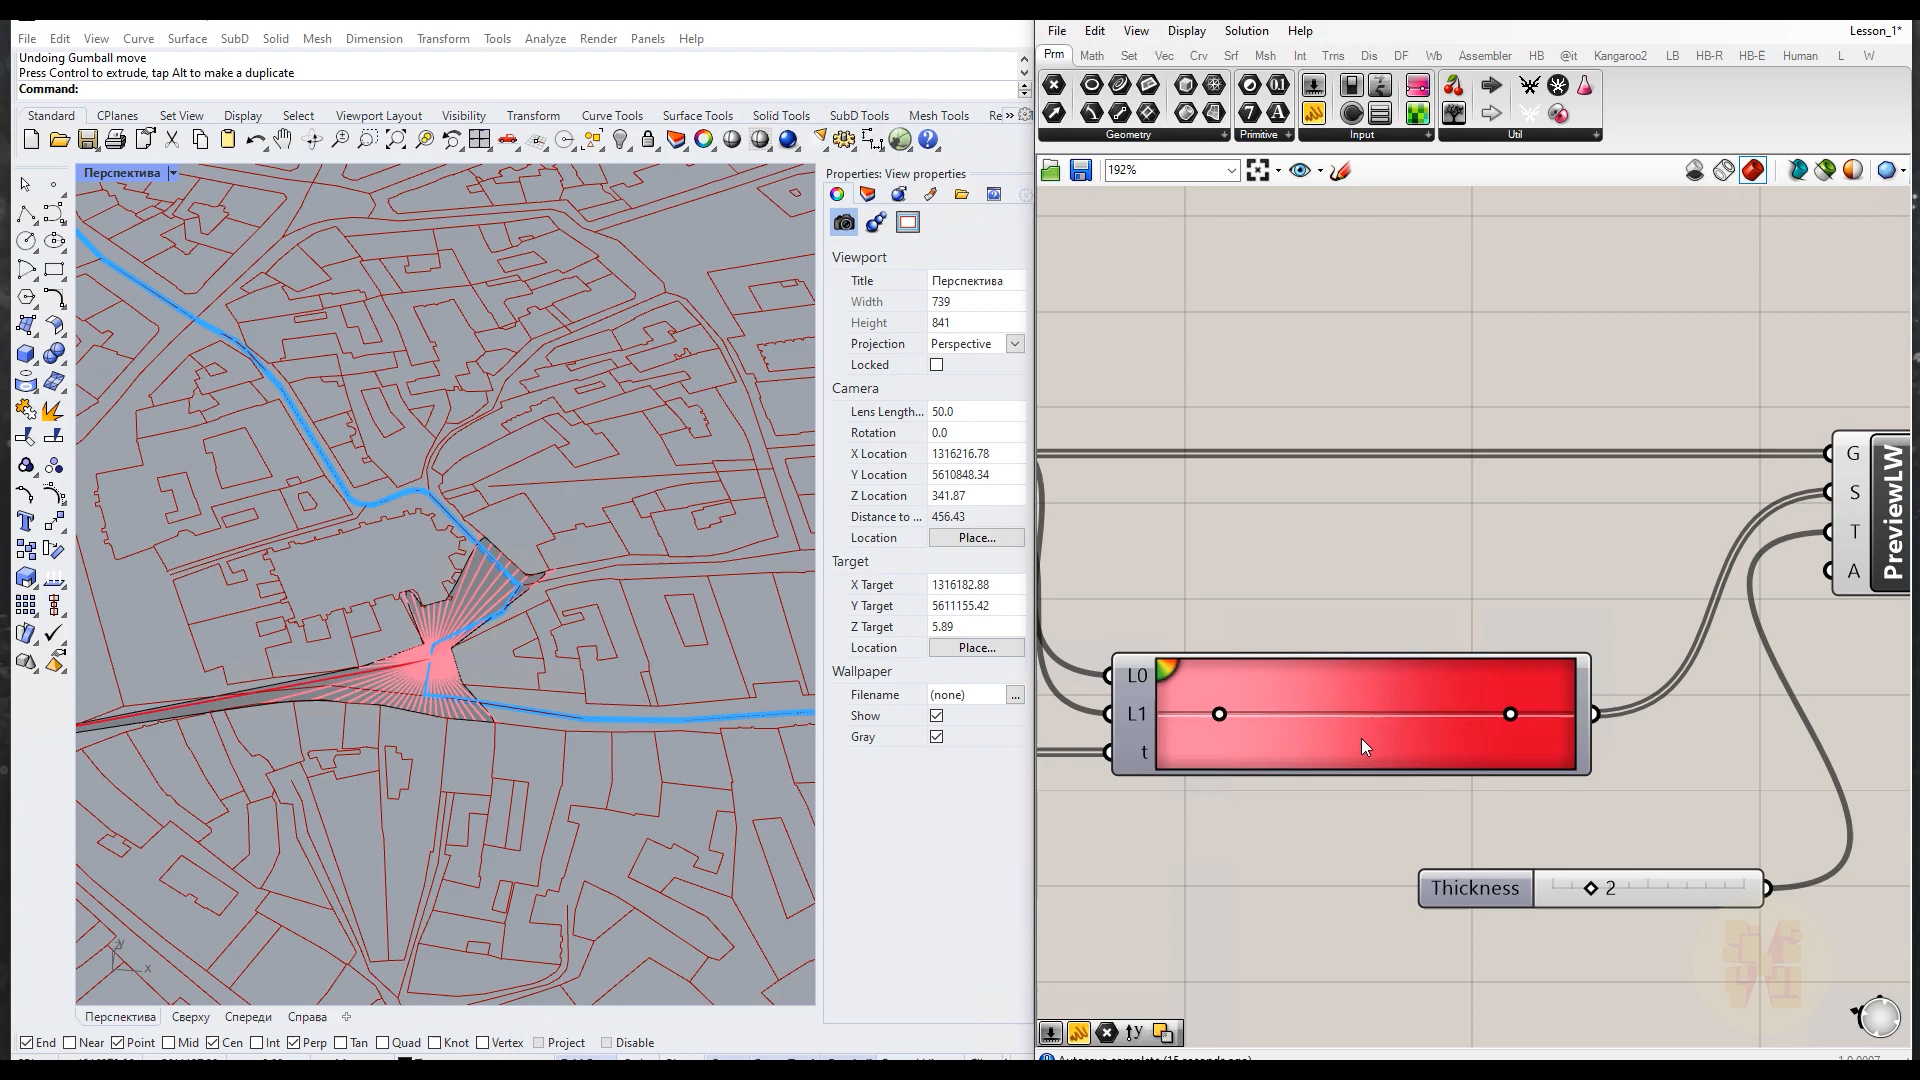 File Edit View Curve Surface SubD Solid Mesh Dimension Transform Tools Analyze Render Panels Help
Undoing Gumball move
Press Control to extrude, tap Alt to make a duplicate
Command:
Standard CPlanes Set View Display Select Viewport Layout Visibility Transform Curve Tools Surface Tools Solid Tools SubD Tools Mesh Tools Re »
Перспектива
Properties: View properties
Viewport
Title Перспектива
Width 739
Height 841
Projection Perspective
Locked
Camera
Lens Length... 50.0
Rotation 0.0
X Location 1316216.78
Y Location 5610848.34
Z Location 341.87
Distance to ... 456.43
Location Place...
Target
X Target 1316182.88
Y Target 5611155.42
Z Target 5.89
Location Place...
Wallpaper
Filename (none) ...
Show
Gray
y
x
Перспектива Сверху Спереди Справа
End Near Point Mid Cen Int Perp Tan Quad Knot Vertex Project Disable
File Edit View Display Solution Help Lesson_1*
Prm Math Set Vec Crv Srf Msh Int Trns Dis DF Wb Assembler HB @it Kangaroo2 LB HB-R HB-E Human L W
Geometry Primitive Input Util
192%
G
S
T
A
PreviewLW
L0
L1
t
Thickness 2
Autosave complete (15 seconds ago)
1.0.0007